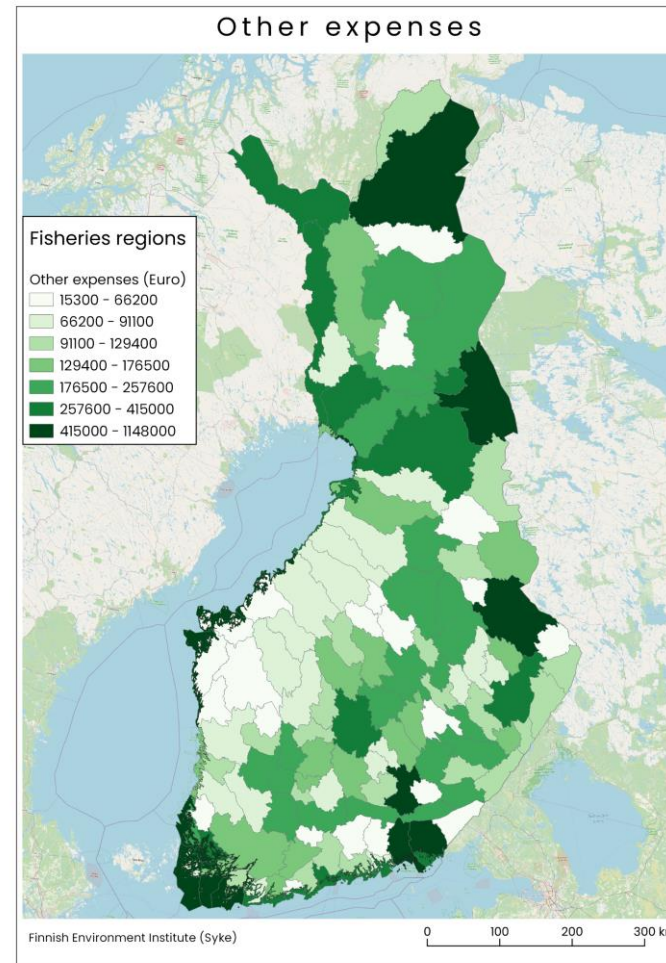 Other expenses
Fisheries regions
Other expenses (Euro)
15300 - 66200
66200 - 91100
91100 - 129400
129400 - 176500
176500 - 257600
257600 - 415000
415000 - 1148000
Finnish Environment Institute (Syke)
0 100 200 300 km